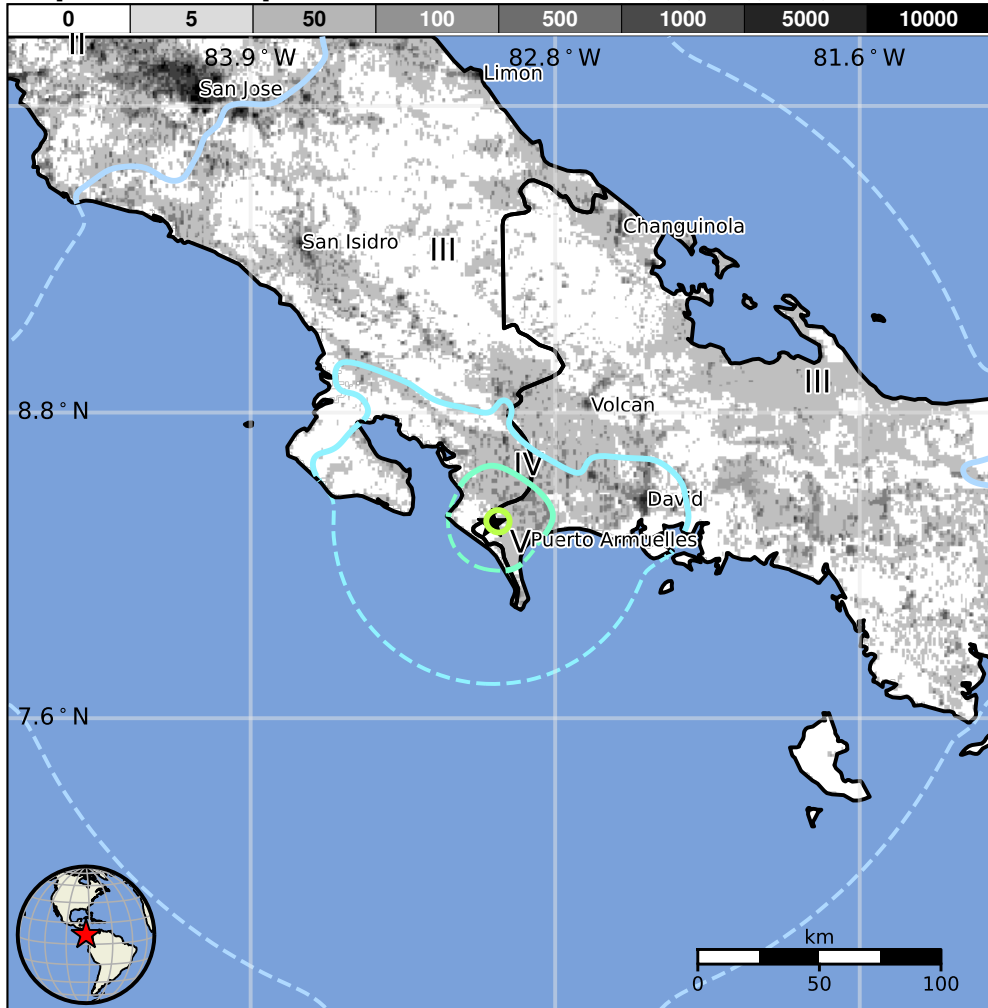 0 5 50 100 500 1000 5000 10000
II
83.9°W 82.8°W 81.6°W
Limon
San Jose
Changuinola
San Isidro
III
III
8.8°N
Volcan
IV
David
V
Puerto Armuelles
7.6°N
km
0 50 100